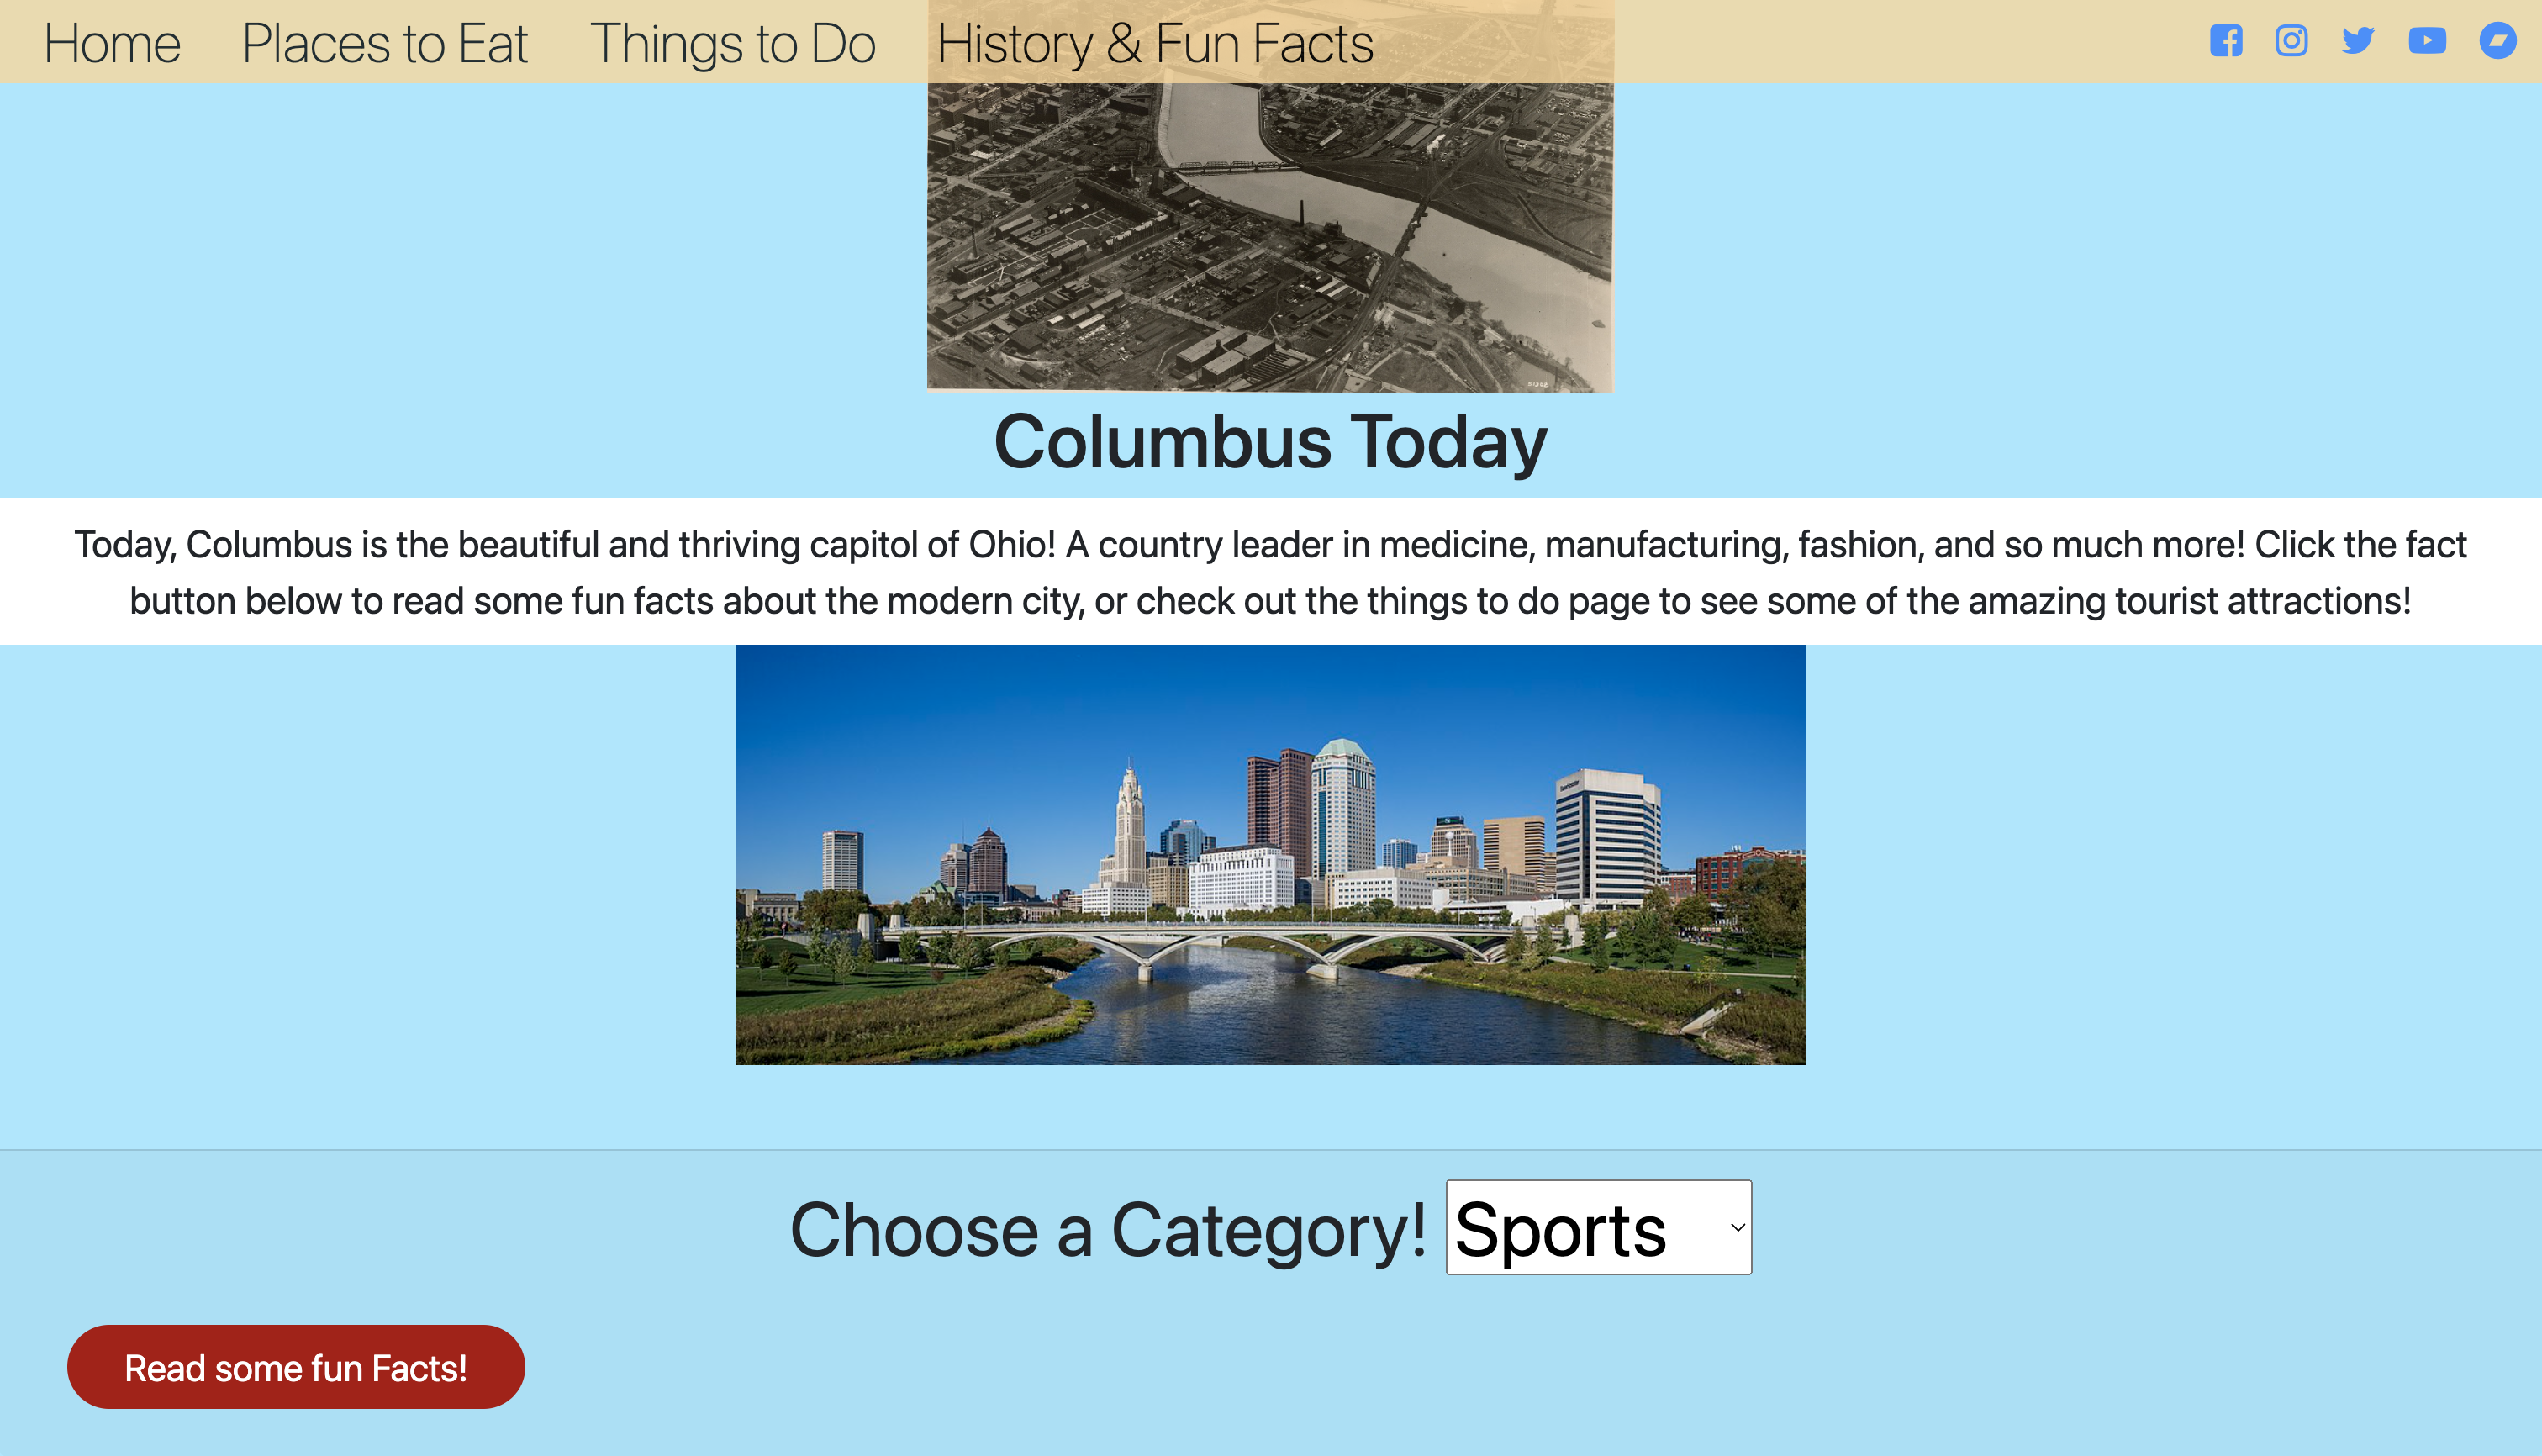 Home Places to Eat Things to Do History & Fun Facts
Columbus Today
Today, Columbus is the beautiful and thriving capitol of Ohio! A country leader in medicine, manufacturing, fashion, and so much more! Click the fact
button below to read some fun facts about the modern city, or check out the things to do page to see some of the amazing tourist attractions!
Choose a Category! Sports
Read some fun Facts!